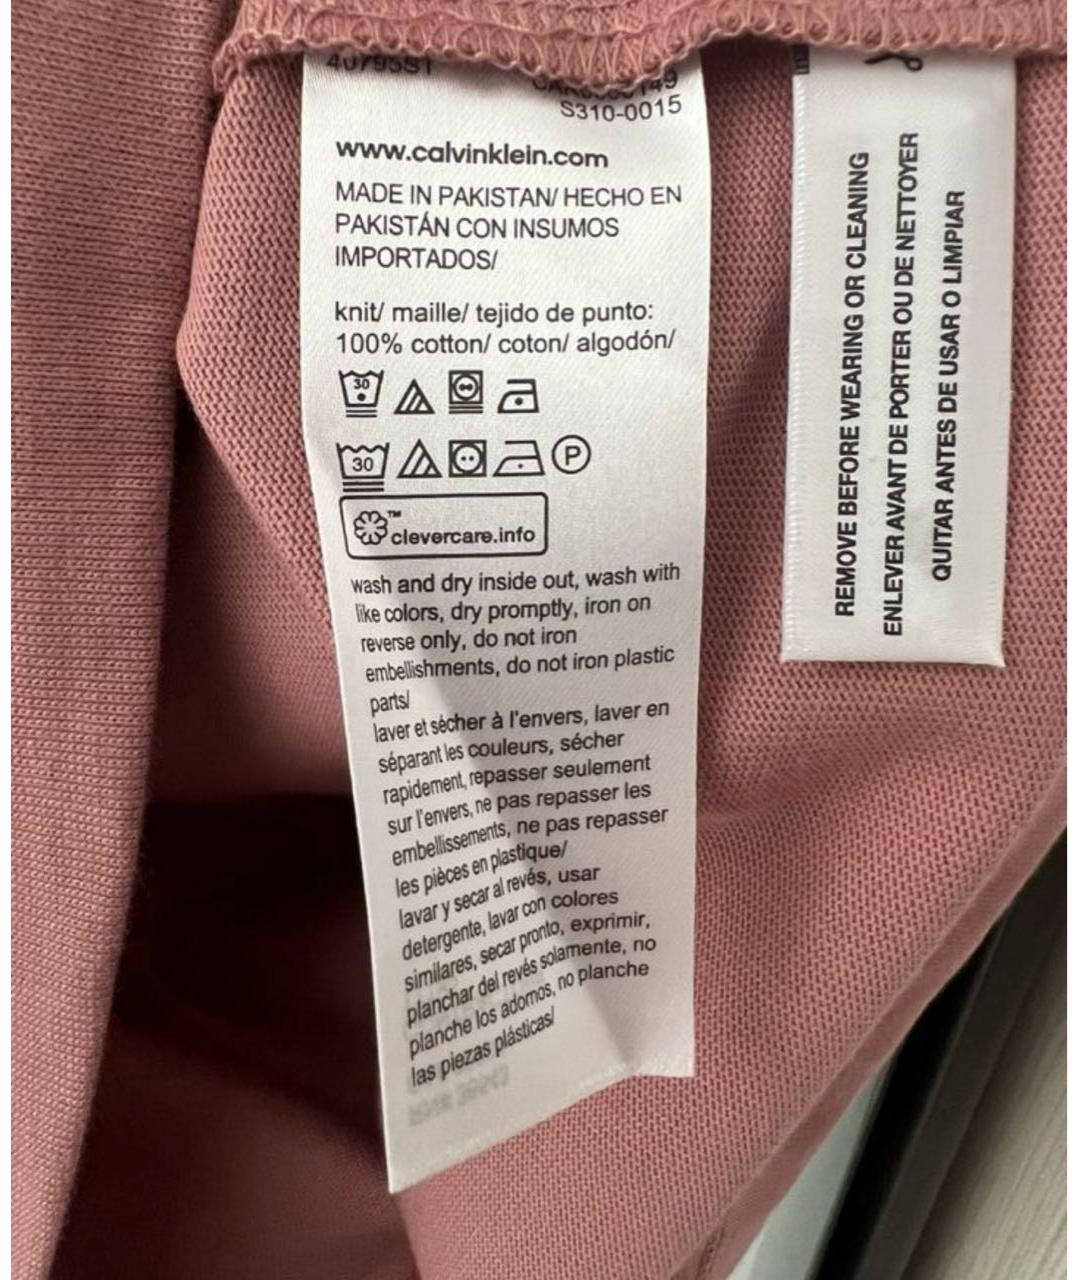 S310-0015
www.calvinklein.com
MADE IN PAKISTAN/ HECHO EN
PAKISTÁN CON INSUMOS
IMPORTADOS/
knit/ maille/ tejido de punto:
100% cotton/ coton/ algodón/
30
30 P
™
clevercare.info
wash and dry inside out, wash with
like colors, dry promptly, iron on
reverse only, do not iron
embellishments, do not iron plastic
parts/
laver et sécher à l'envers, laver en
séparant les couleurs, sécher
rapidement, repasser seulement
sur l'envers, ne pas repasser les
embellissements, ne pas repasser
les pièces en plastique/
lavar y secar al revés, usar
detergente, lavar con colores
similares, secar pronto, exprimir,
planchar del revés solamente, no
planche los adornos, no planche
las piezas plásticas/
REMOVE BEFORE WEARING OR CLEANING
ENLEVER AVANT DE PORTER OU DE NETTOYER
QUITAR ANTES DE USAR O LIMPIAR